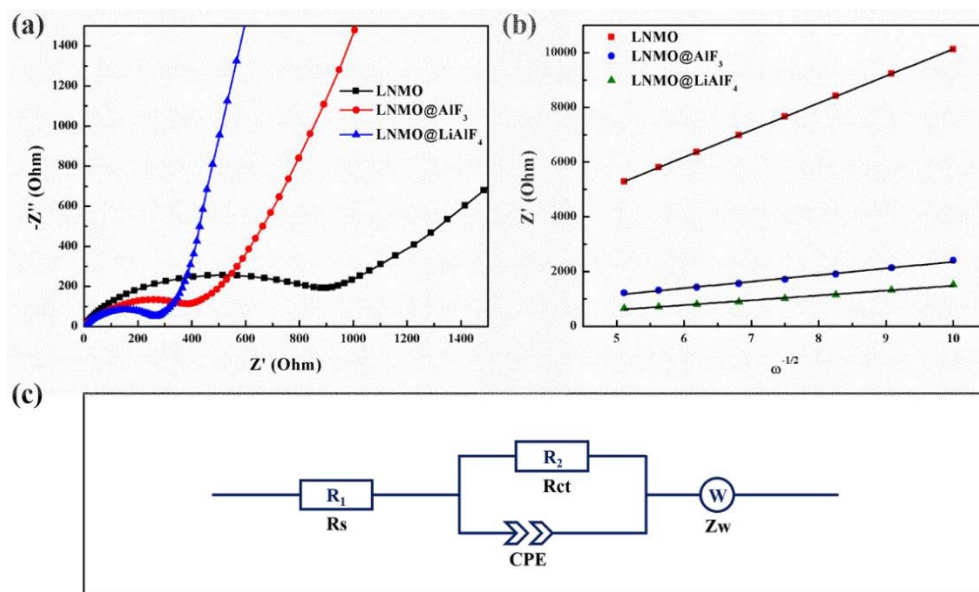 (a)
1400
1200
1000
800
600
400
200
0
-Z'' (Ohm)
LNMO
LNMO@AlF₃
LNMO@LiAlF₄
0 200 400 600 800 1000 1200 1400
Z' (Ohm)
(b)
10000
8000
6000
4000
2000
0
Z' (Ohm)
LNMO
LNMO@AlF₃
LNMO@LiAlF₄
5 6 7 8 9 10
ω⁻¹/²
(c)
R₁
Rs
R₂
Rct
CPE
W
Zw